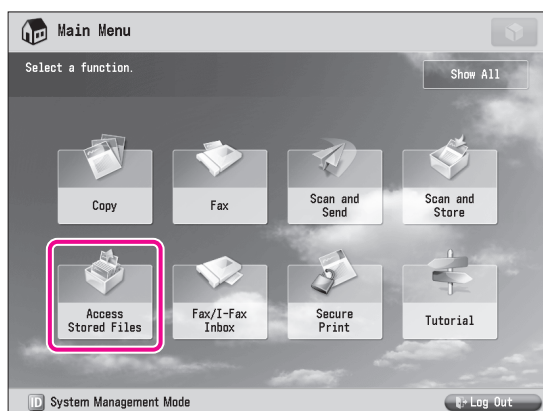 Main Menu
Select a function.
Show All
Copy
Fax
Scan and
Send
Scan and
Store
Access
Stored Files
Fax/I-Fax
Inbox
Secure
Print
Tutorial
ID System Management Mode
Log Out